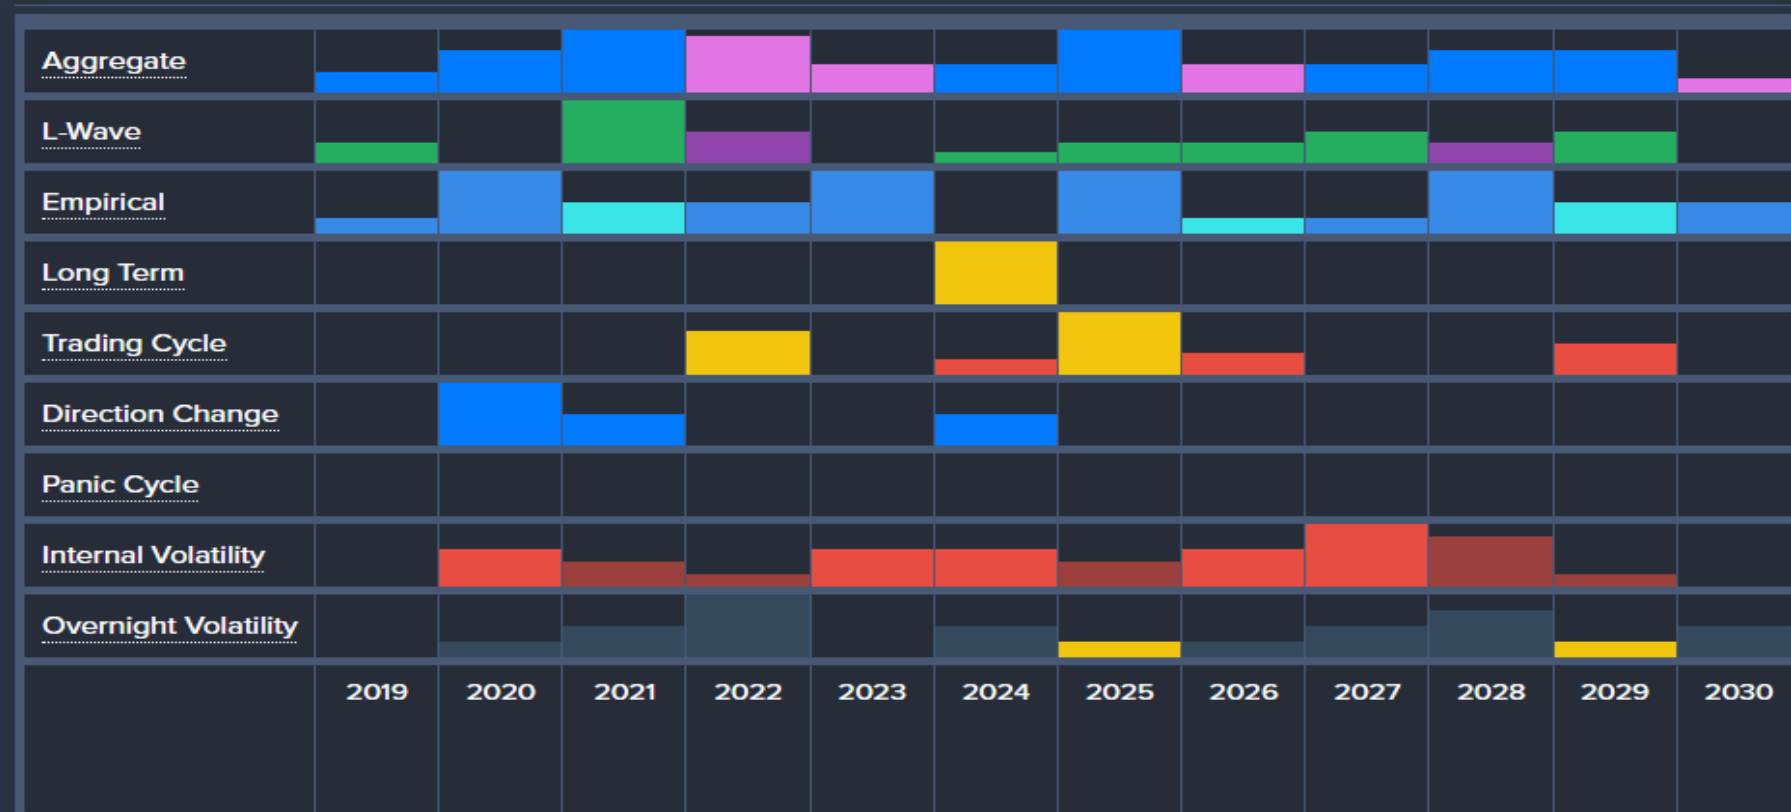 Aggregate
L-Wave
Empirical
Long Term
Trading Cycle
Direction Change
Panic Cycle
Internal Volatility
Overnight Volatility
2019 2020 2021 2022 2023 2024 2025 2026 2027 2028 2029 2030